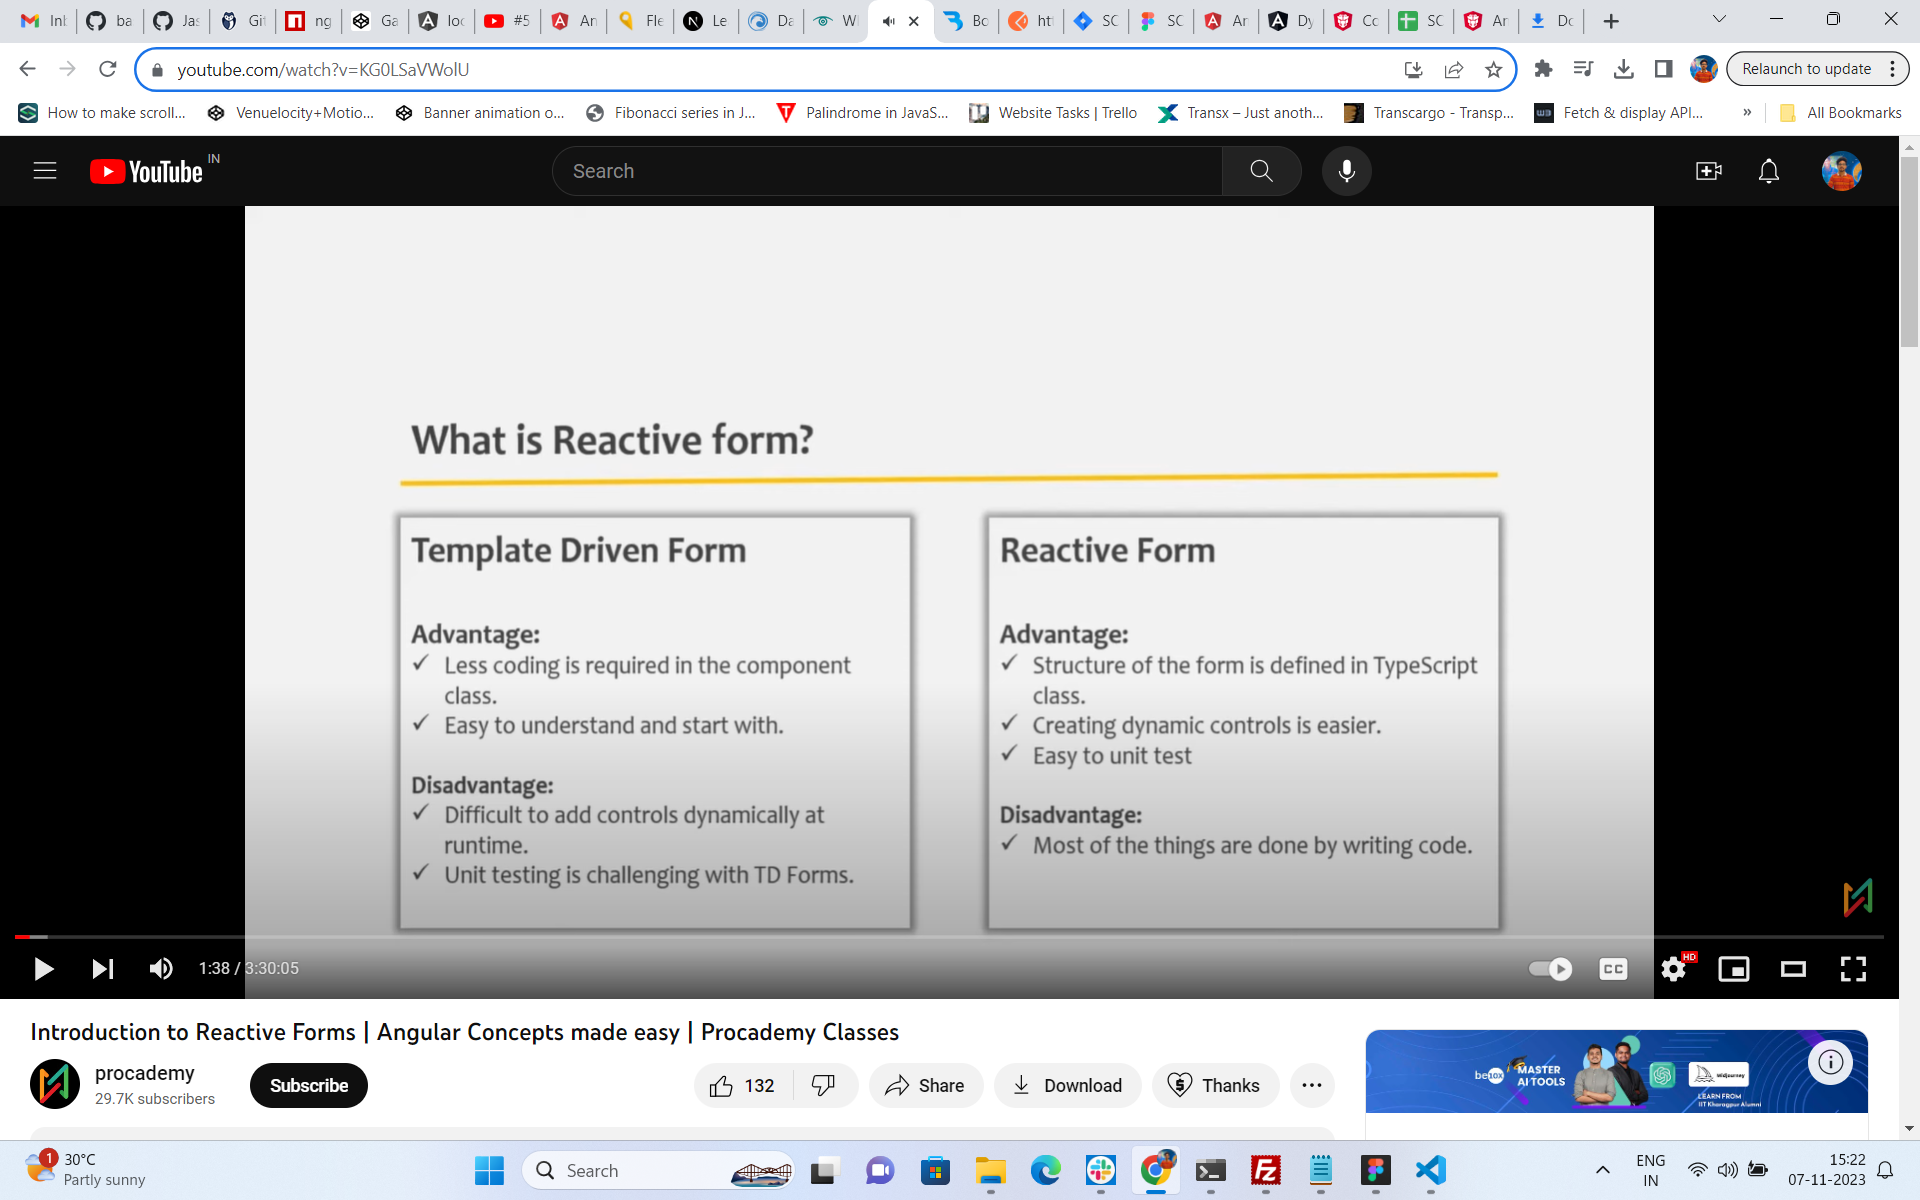 Inb
ba
Jas
Git
ng
Ga
loc
#5
An
Fle
Le
Da
W
Bo
htt
SC
SC
An
Dy
Co
SC
An
Do
youtube.com/watch?v=KG0LSaVWolU
Relaunch to update
How to make scroll...
Venuelocity+Motio...
Banner animation o...
Fibonacci series in J...
Palindrome in JavaS...
Website Tasks | Trello
Transx – Just anoth...
Transcargo - Transp...
Fetch & display API...
»
All Bookmarks
YouTube IN
Search
What is Reactive form?
Template Driven Form
Advantage:
✓ Less coding is required in the component
class.
✓ Easy to understand and start with.
Disadvantage:
✓ Difficult to add controls dynamically at
runtime.
✓ Unit testing is challenging with TD Forms.
Reactive Form
Advantage:
✓ Structure of the form is defined in TypeScript
class.
✓ Creating dynamic controls is easier.
✓ Easy to unit test
Disadvantage:
✓ Most of the things are done by writing code.
1:38 / 3:30:05
CC
HD
Introduction to Reactive Forms | Angular Concepts made easy | Procademy Classes
procademy
29.7K subscribers
Subscribe
132
Share
Download
Thanks
be10x
MASTER
AI TOOLS
Midjourney
LEARN FROM
IIT Kharagpur Alumni
1
30°C
Partly sunny
Search
ENG
IN
15:22
07-11-2023